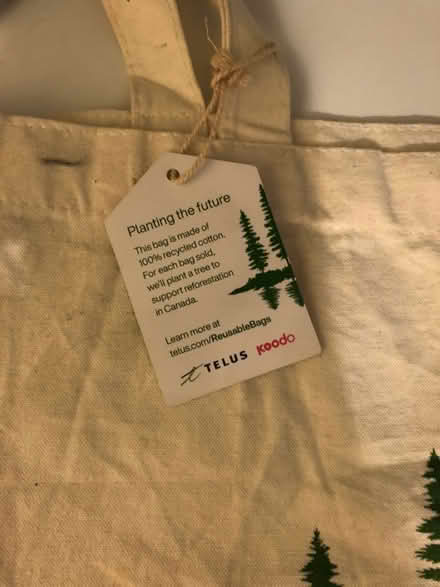 Planting the future
This bag is made of
100% recycled cotton.
For each bag sold,
we'll plant a tree to
support reforestation
in Canada.
Learn more at
telus.com/ReusableBags
TELUS koodo